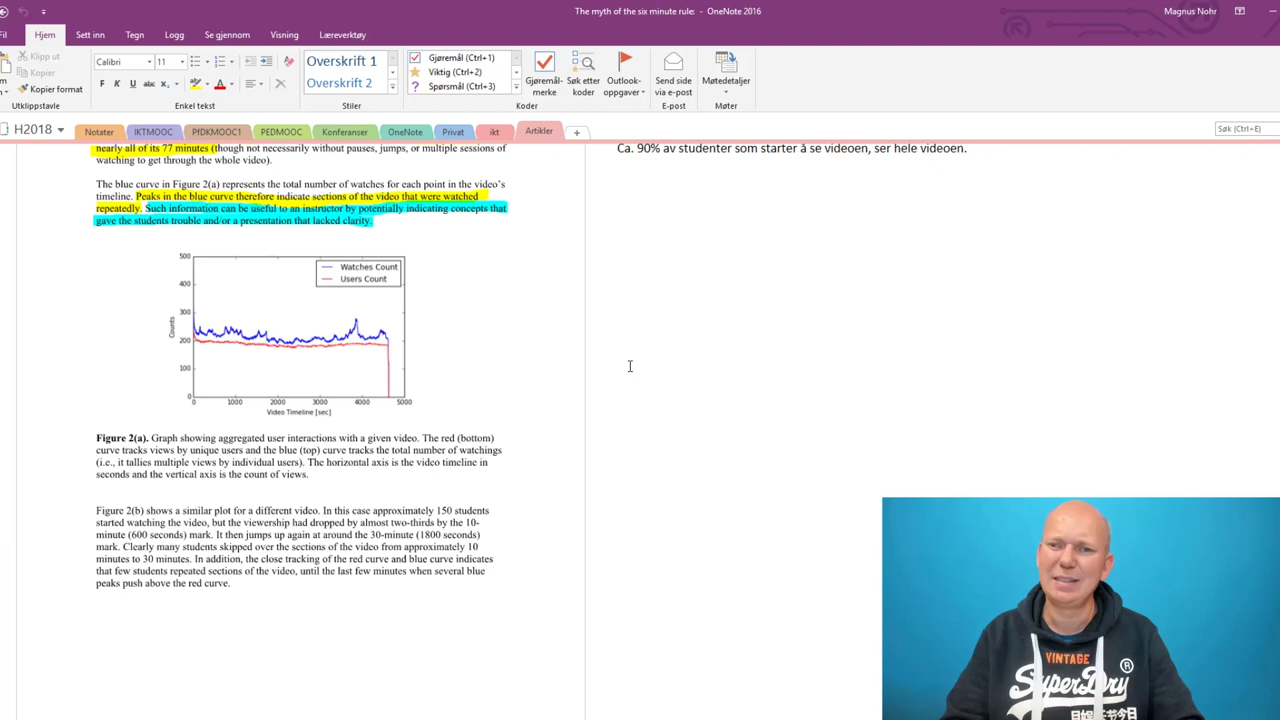 The myth of the six minute rule: - OneNote 2016
Magnus Nohr
Fil
Hjem
Sett inn
Tegn
Logg
Se gjennom
Visning
Læreverktøy
Klipp ut
Kopier
Kopier format
Utklippstavle
Calibri
11
F
K
U
abc
Enkel tekst
Overskrift 1
Overskrift 2
Stiler
Gjøremål (Ctrl+1)
Viktig (Ctrl+2)
Spørsmål (Ctrl+3)
Gjøremål-
merke
Søk etter
koder
Outlook-
oppgaver
Koder
Send side
via e-post
E-post
Møtedetaljer
Møter
H2018
Notater
IKTMOOC
PfDKMOOC1
PEDMOOC
Konferanser
OneNote
Privat
ikt
Artikler
Søk (Ctrl+E)
nearly all of its 77 minutes (though not necessarily without pauses, jumps, or multiple sessions of
watching to get through the whole video).
Ca. 90% av studenter som starter å se videoen, ser hele videoen.
The blue curve in Figure 2(a) represents the total number of watches for each point in the video's
timeline. Peaks in the blue curve therefore indicate sections of the video that were watched
repeatedly. Such information can be useful to an instructor by potentially indicating concepts that
gave the students trouble and/or a presentation that lacked clarity.
500
400
300
200
100
0
Counts
Watches Count
Users Count
0 1000 2000 3000 4000 5000
Video Timeline [sec]
Figure 2(a). Graph showing aggregated user interactions with a given video. The red (bottom)
curve tracks views by unique users and the blue (top) curve tracks the total number of watchings
(i.e., it tallies multiple views by individual users). The horizontal axis is the video timeline in
seconds and the vertical axis is the count of views.
Figure 2(b) shows a similar plot for a different video. In this case approximately 150 students
started watching the video, but the viewership had dropped by almost two-thirds by the 10-
minute (600 seconds) mark. It then jumps up again at around the 30-minute (1800 seconds)
mark. Clearly many students skipped over the sections of the video from approximately 10
minutes to 30 minutes. In addition, the close tracking of the red curve and blue curve indicates
that few students repeated sections of the video, until the last few minutes when several blue
peaks push above the red curve.
VINTAGE
SUPERDRY
®